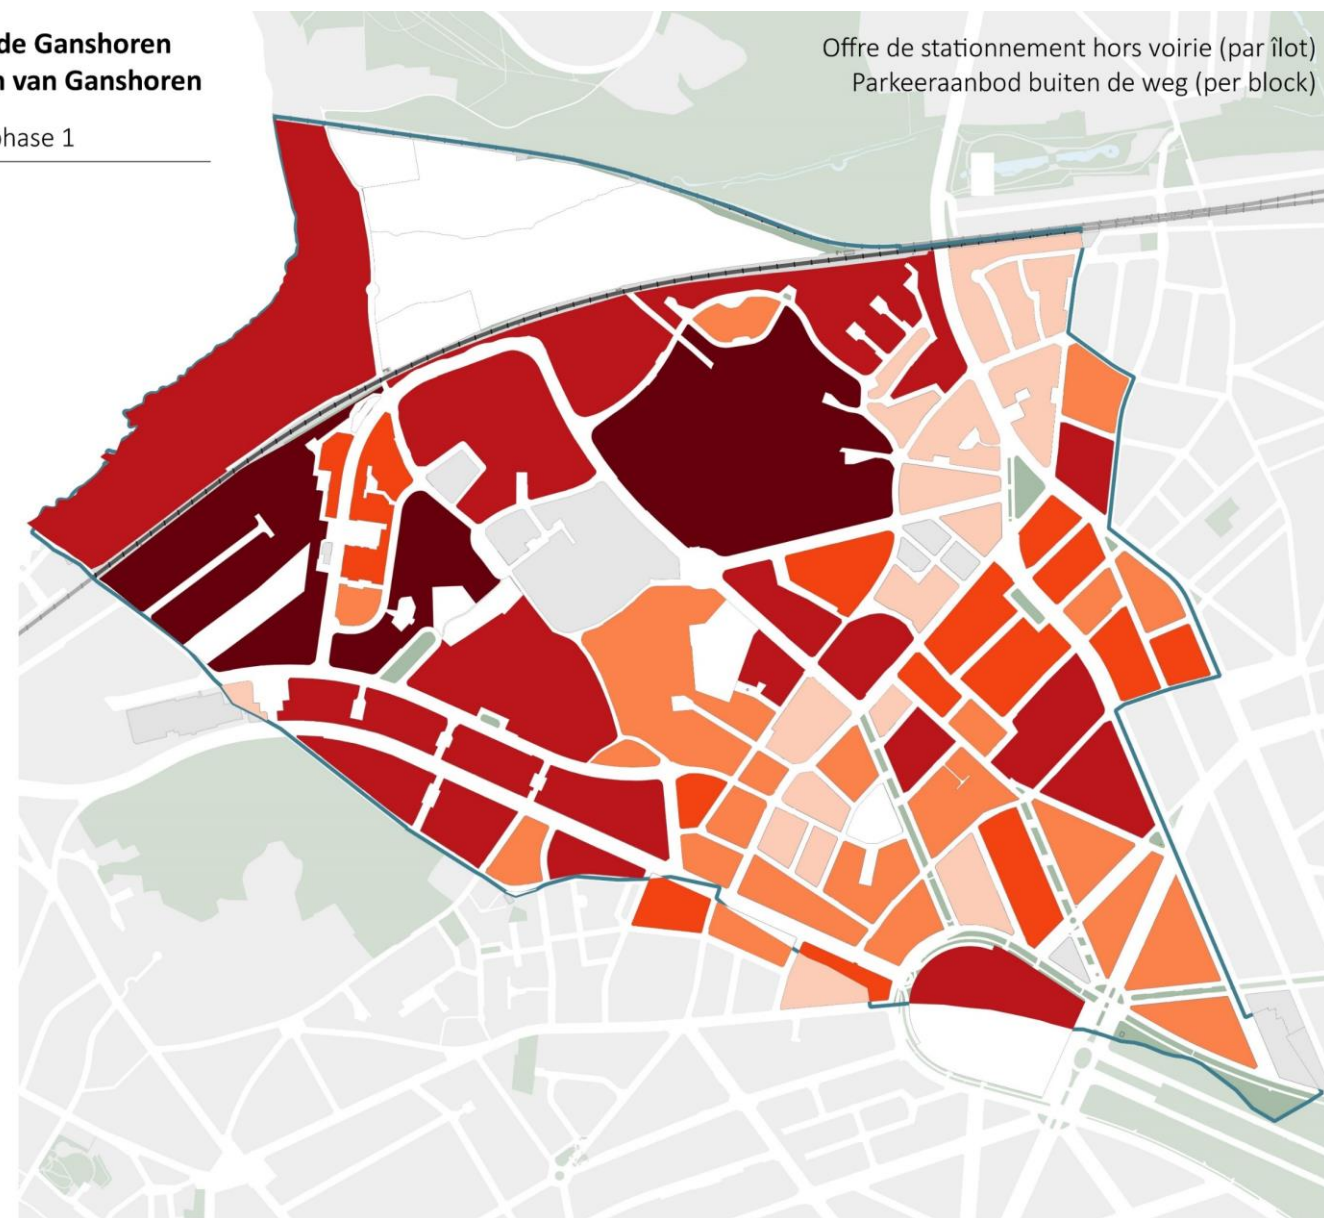 de Ganshoren
van Ganshoren
phase 1
Offre de stationnement hors voirie (par îlot)
Parkeeraanbod buiten de weg (per block)